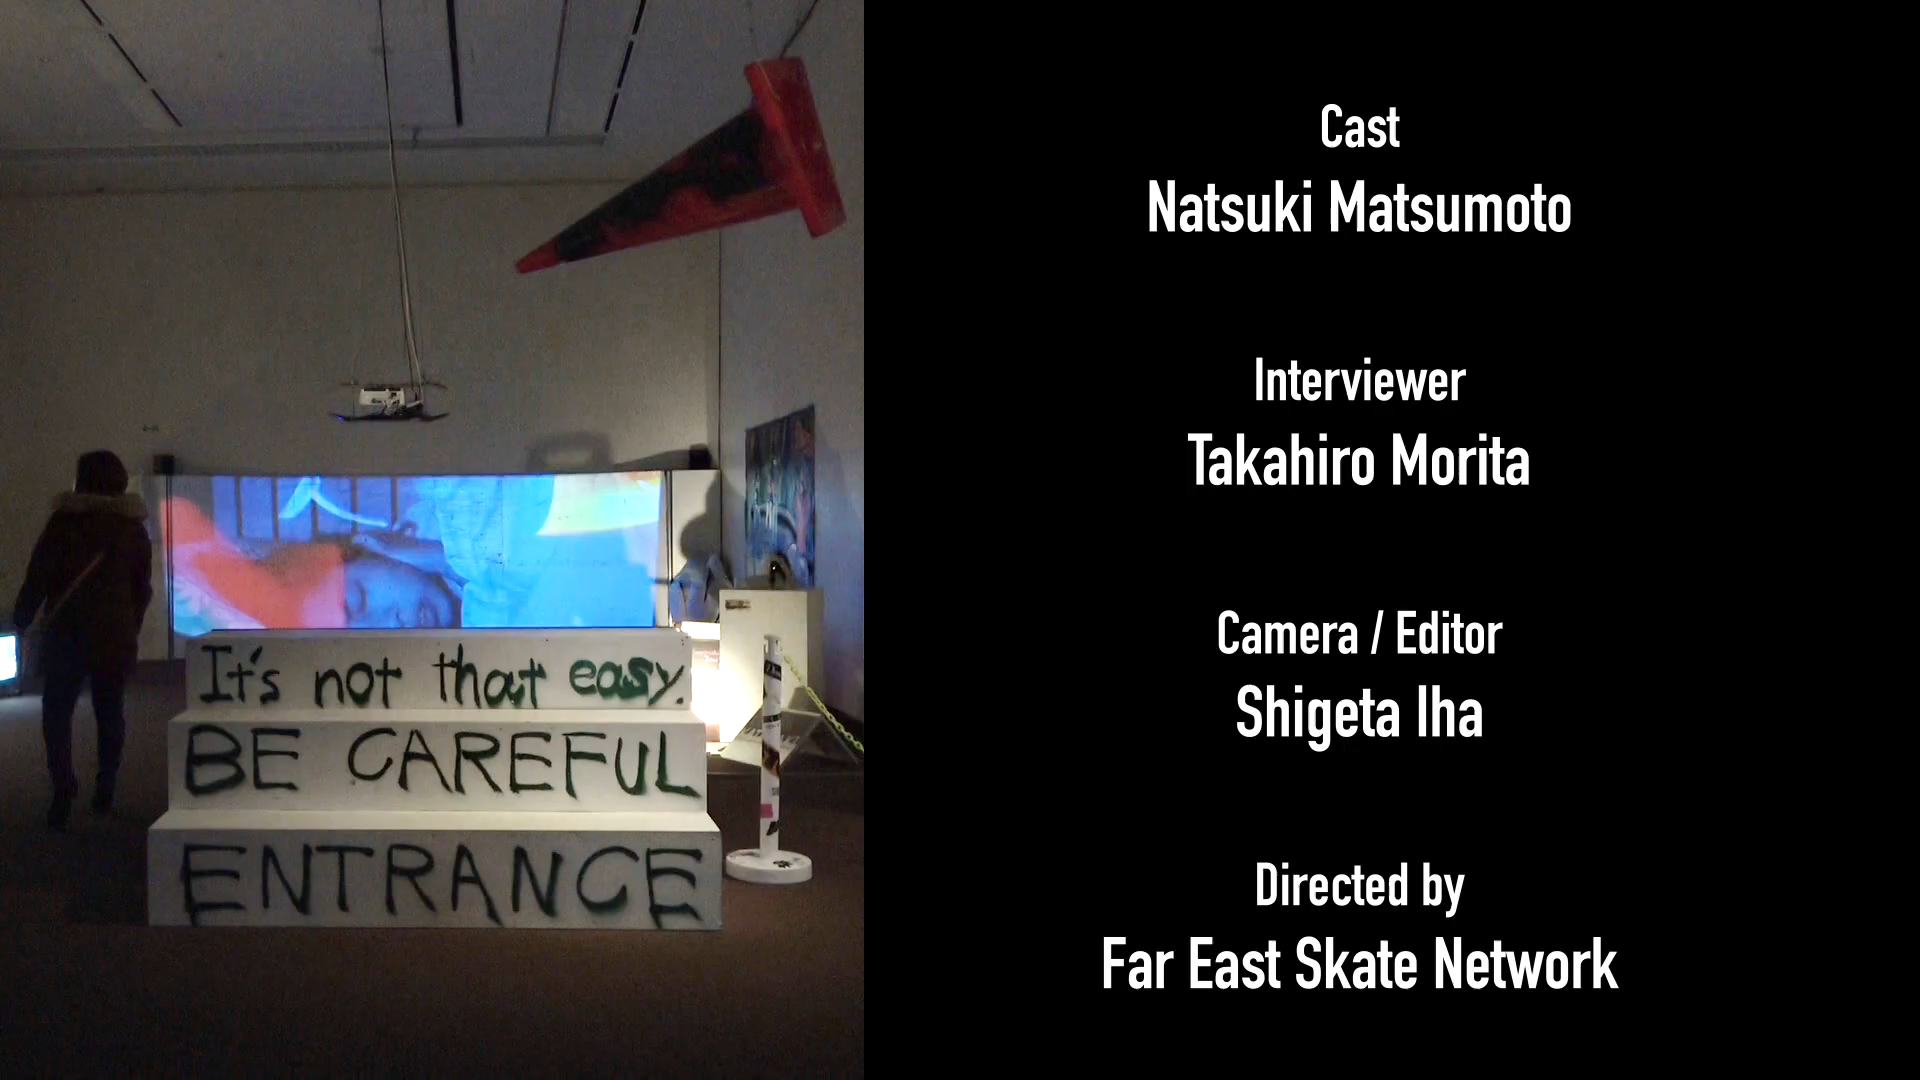 It's not that easy.
BE CAREFUL
ENTRANCE
Cast
Natsuki Matsumoto
Interviewer
Takahiro Morita
Camera / Editor
Shigeta Iha
Directed by
Far East Skate Network